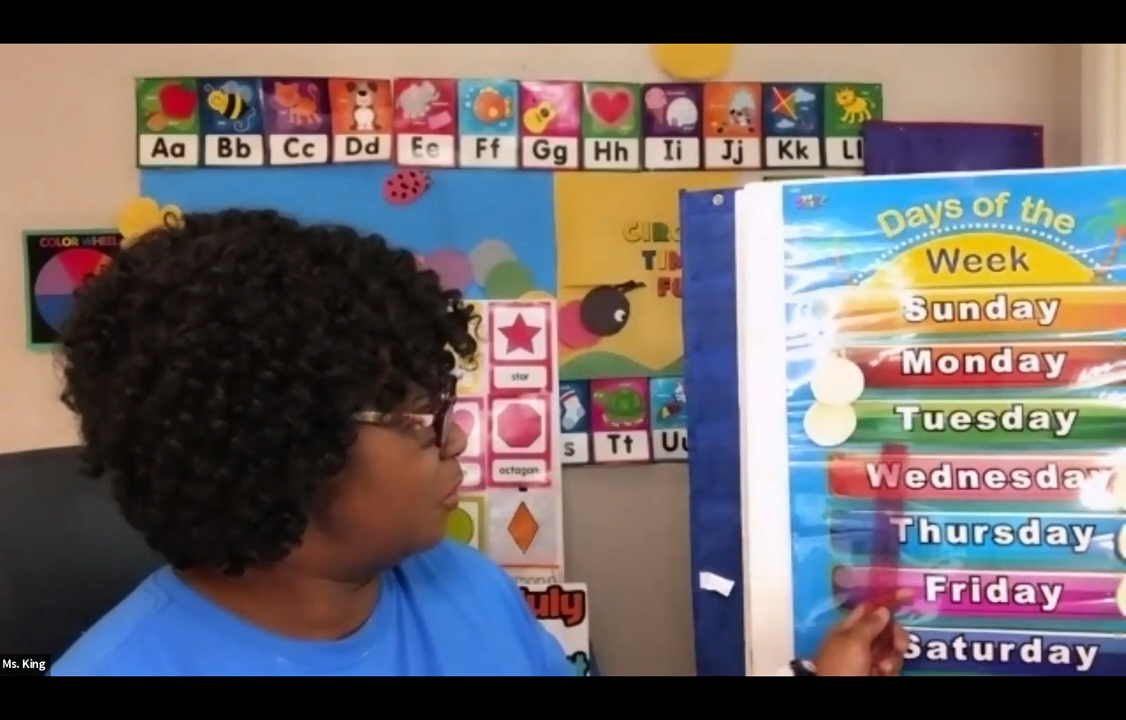 Aa Bb Cc Dd Ee Ff Gg Hh Ii Jj Kk Ll
COLOR WHEEL
Days of the
Week
Sunday
Monday
Tuesday
Wednesday
Thursday
Friday
Saturday
star
octagon
Tt Uu
Ms. King